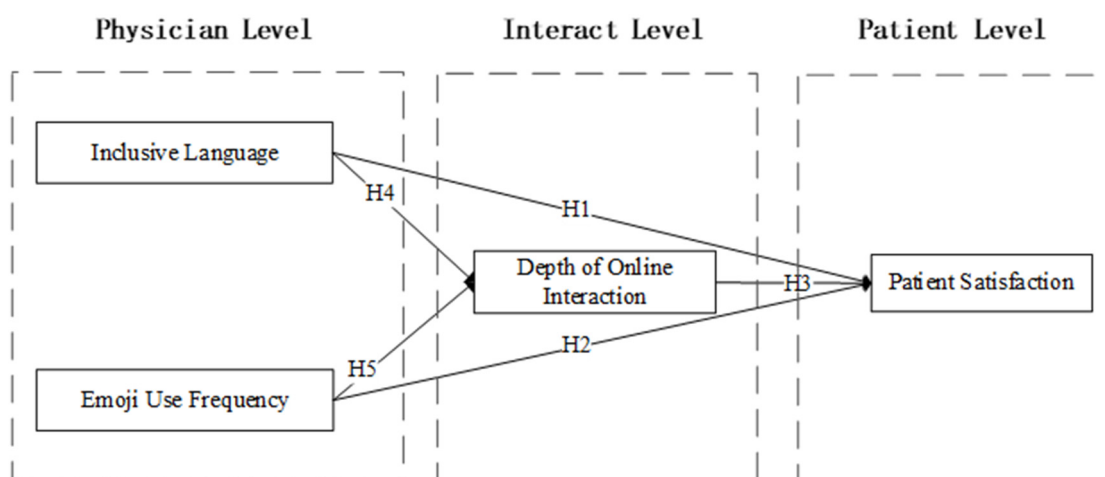 Physician Level
Interact Level
Patient Level
Inclusive Language
H4
H1
Depth of Online
Interaction
H3
Patient Satisfaction
H2
H5
Emoji Use Frequency